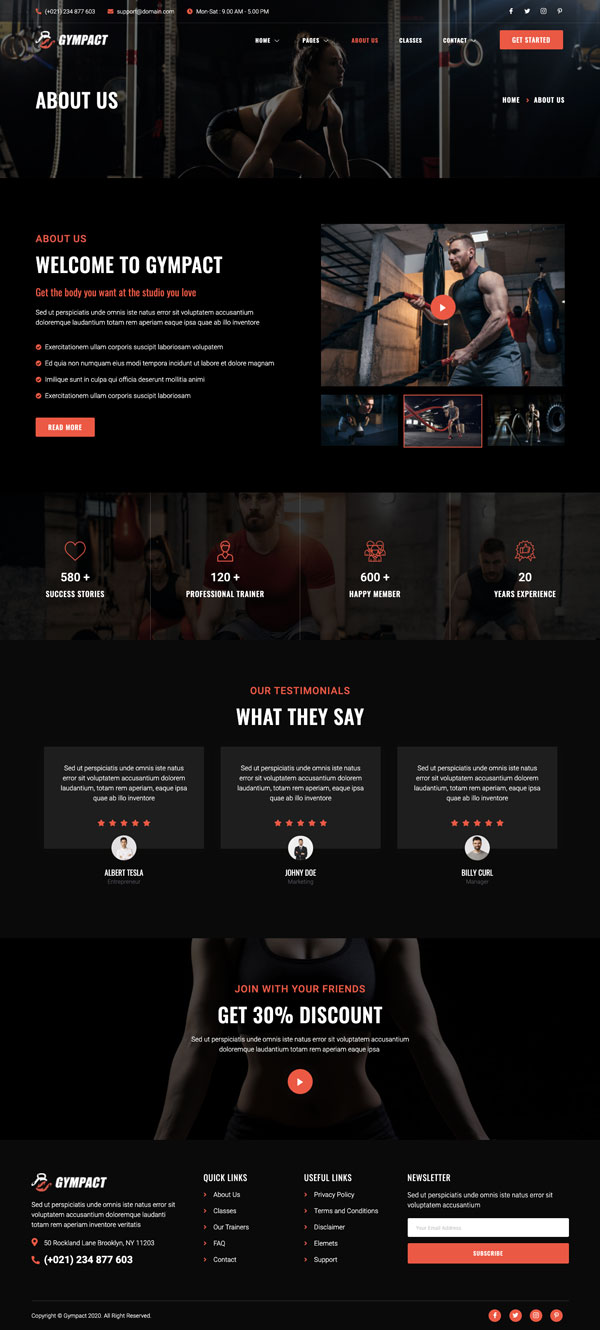 (+021) 234 877 603
support@domain.com
Mon-Sat : 9.00 AM - 5.00 PM
GYMPACT
HOME
PAGES
ABOUT US
CLASSES
CONTACT
GET STARTED
ABOUT US
HOME
ABOUT US
ABOUT US
WELCOME TO GYMPACT
Get the body you want at the studio you love
Sed ut perspiciatis unde omnis iste natus error sit voluptatem accusantium
doloremque laudantium totam rem aperiam eaque ipsa quae ab illo inventore
Exercitationem ullam corporis suscipit laboriosam voluptatem
Ed quia non numquam eius modi tempora incidunt ut labore et dolore magnam
Imilique sunt in culpa qui officia deserunt mollitia animi
Exercitationem ullam corporis suscipit laboriosam
READ MORE
580 +
SUCCESS STORIES
120 +
PROFESSIONAL TRAINER
600 +
HAPPY MEMBER
20
YEARS EXPERIENCE
OUR TESTIMONIALS
WHAT THEY SAY
Sed ut perspiciatis unde omnis iste natus
error sit voluptatem accusantium dolorem
laudantium, totam rem aperiam, eaque ipsa
quae ab illo inventore
ALBERT TESLA
Entrepreneur
Sed ut perspiciatis unde omnis iste natus
error sit voluptatem accusantium dolorem
laudantium, totam rem aperiam, eaque ipsa
quae ab illo inventore
JOHNY DOE
Marketing
Sed ut perspiciatis unde omnis iste natus
error sit voluptatem accusantium dolorem
laudantium, totam rem aperiam, eaque ipsa
quae ab illo inventore
BILLY CURL
Manager
JOIN WITH YOUR FRIENDS
GET 30% DISCOUNT
Sed ut perspiciatis unde omnis iste natus error sit voluptatem accusantium
doloremque laudantium totam rem aperiam eaque ipsa
GYMPACT
Sed ut perspiciatis unde omnis iste natus error sit
voluptatem accusantium doloremque laudanti
totam rem aperiam inventore veritatis
50 Rockland Lane Brooklyn, NY 11203
(+021) 234 877 603
QUICK LINKS
About Us
Classes
Our Trainers
FAQ
Contact
USEFUL LINKS
Privacy Policy
Terms and Conditions
Disclaimer
Elemets
Support
NEWSLETTER
Sed ut perspiciatis unde omnis iste natus error sit
voluptatem accusantium
Your Email Address
SUBSCRIBE
Copyright © Gympact 2020. All Right Reserved.